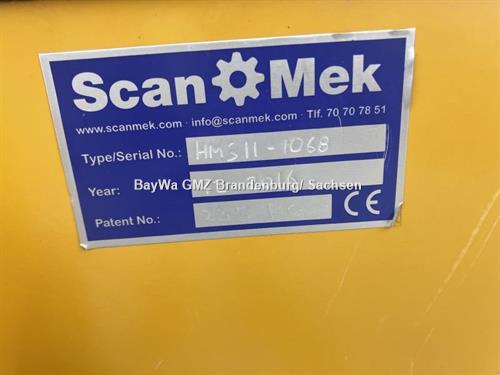 Scan Mek
www.scanmek.com · info@scanmek.com · Tlf. 70 70 78 51
Type/Serial No.: HMS11-1068
Year: 2016
BayWa GMZ Brandenburg/ Sachsen
Patent No.:
CE